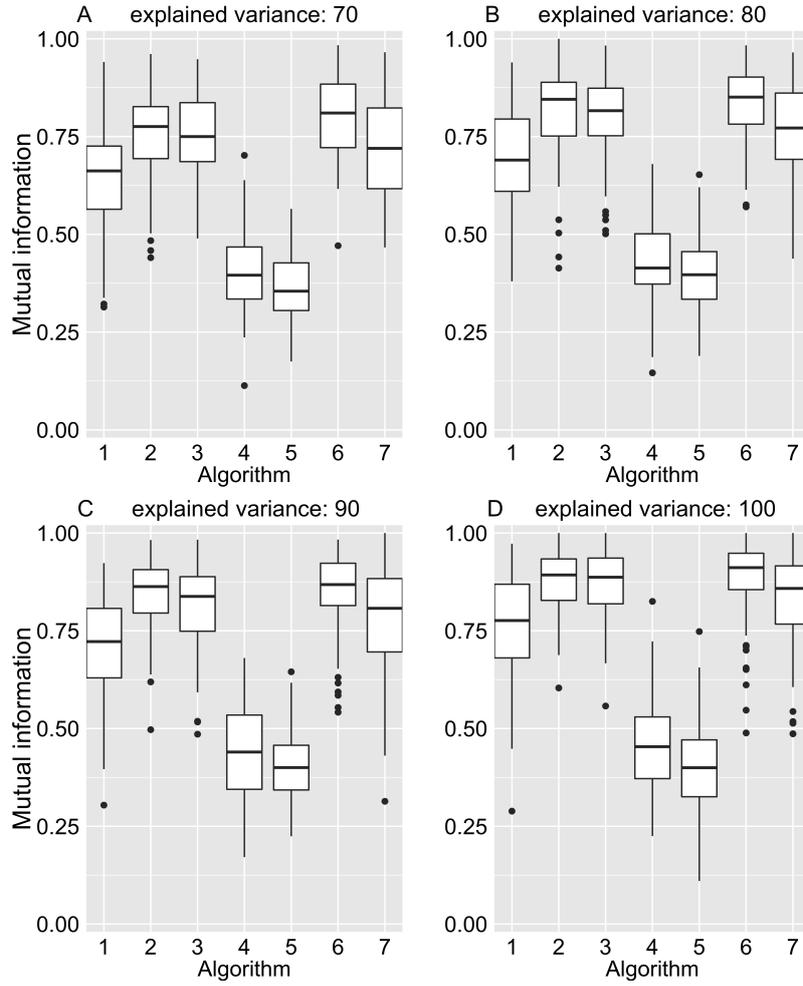 A explained variance: 70
Mutual information
1.00
0.75
0.50
0.25
0.00
1 2 3 4 5 6 7
Algorithm
B explained variance: 80
1.00
0.75
0.50
0.25
0.00
1 2 3 4 5 6 7
Algorithm
C explained variance: 90
Mutual information
1.00
0.75
0.50
0.25
0.00
1 2 3 4 5 6 7
Algorithm
D explained variance: 100
1.00
0.75
0.50
0.25
0.00
1 2 3 4 5 6 7
Algorithm